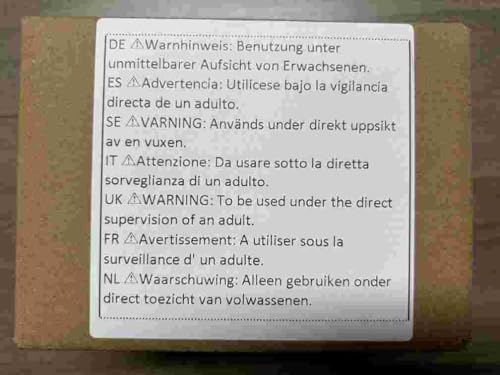 DE ⚠Warnhinweis: Benutzung unter
unmittelbarer Aufsicht von Erwachsenen.
ES ⚠Advertencia: Utilícese bajo la vigilancia
directa de un adulto.
SE ⚠VARNING: Används under direkt uppsikt
av en vuxen.
IT ⚠Attenzione: Da usare sotto la diretta
sorveglianza di un adulto.
UK ⚠WARNING: To be used under the direct
supervision of an adult.
FR ⚠Avertissement: A utiliser sous la
surveillance d' un adulte.
NL ⚠Waarschuwing: Alleen gebruiken onder
direct toezicht van volwassenen.